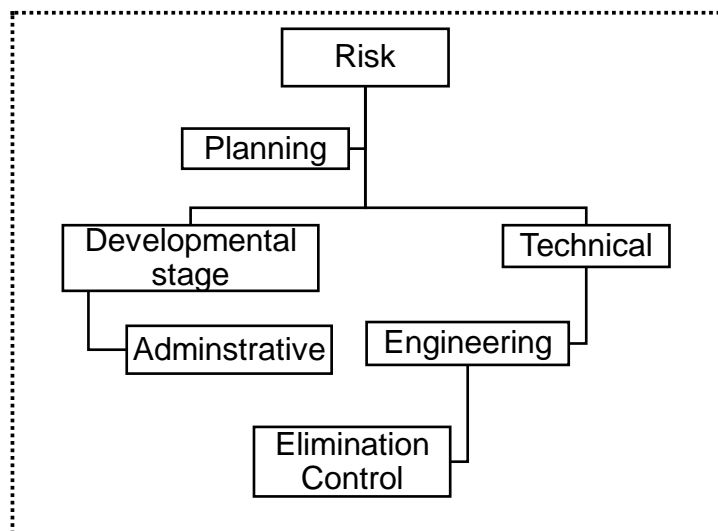 Risk
Planning
Developmental
stage
Technical
Adminstrative
Engineering
Elimination
Control